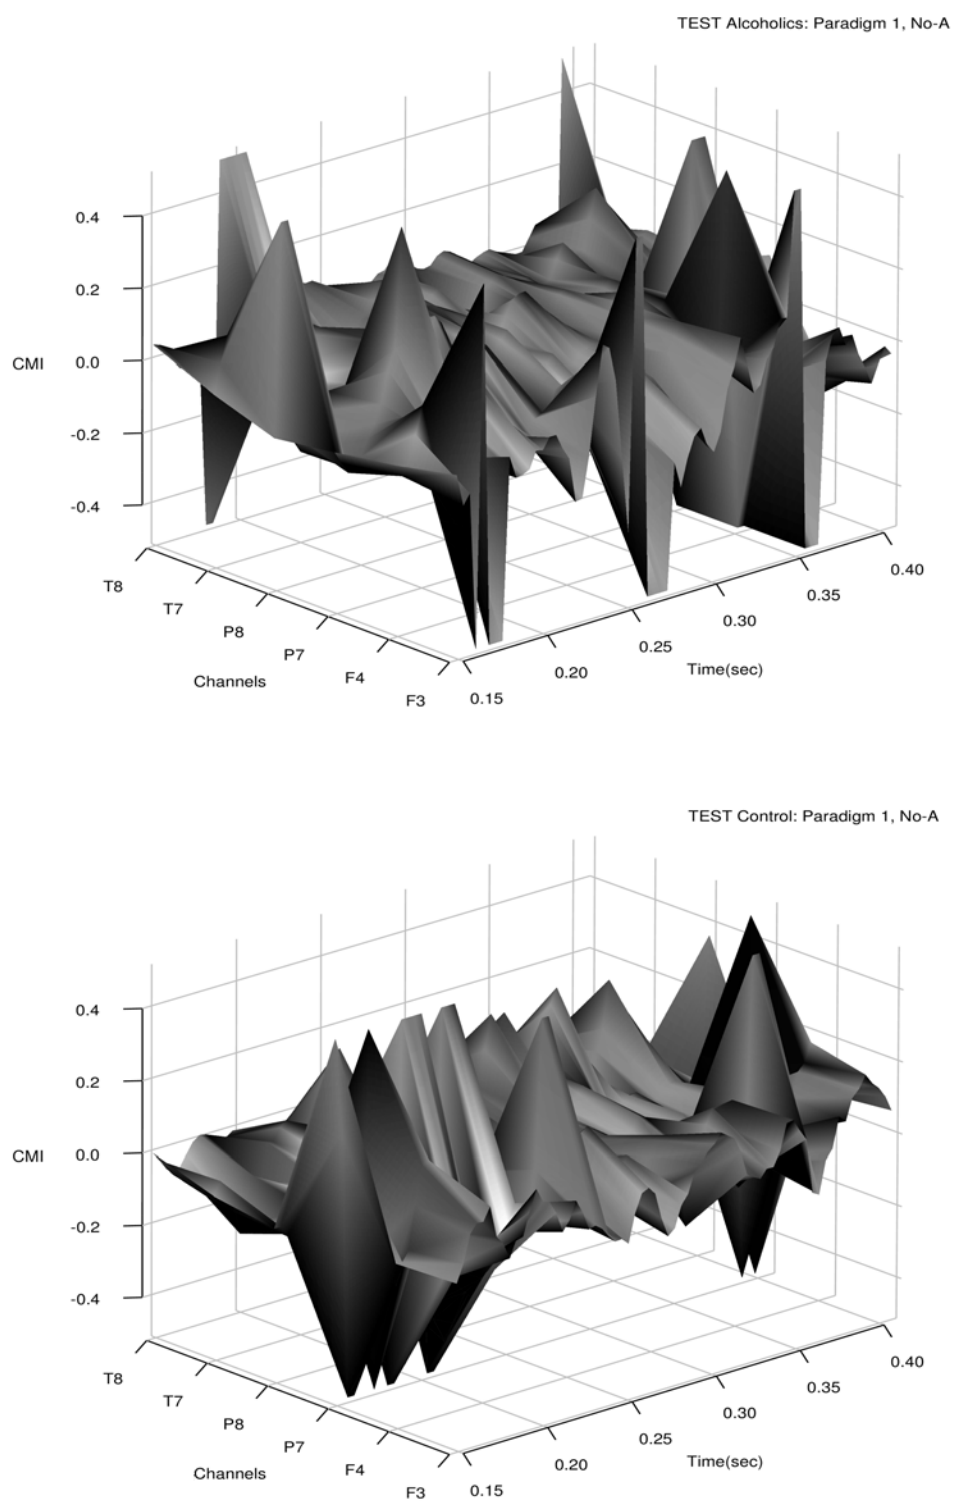 TEST Alcoholics: Paradigm 1, No-A
0.4
0.2
CMI
0.0
-0.2
-0.4
T8
T7
P8
P7
F4
F3
Channels
0.15
0.20
0.25
0.30
0.35
0.40
Time(sec)
TEST Control: Paradigm 1, No-A
0.4
0.2
CMI
0.0
-0.2
-0.4
T8
T7
P8
P7
F4
F3
Channels
0.15
0.20
0.25
0.30
0.35
0.40
Time(sec)